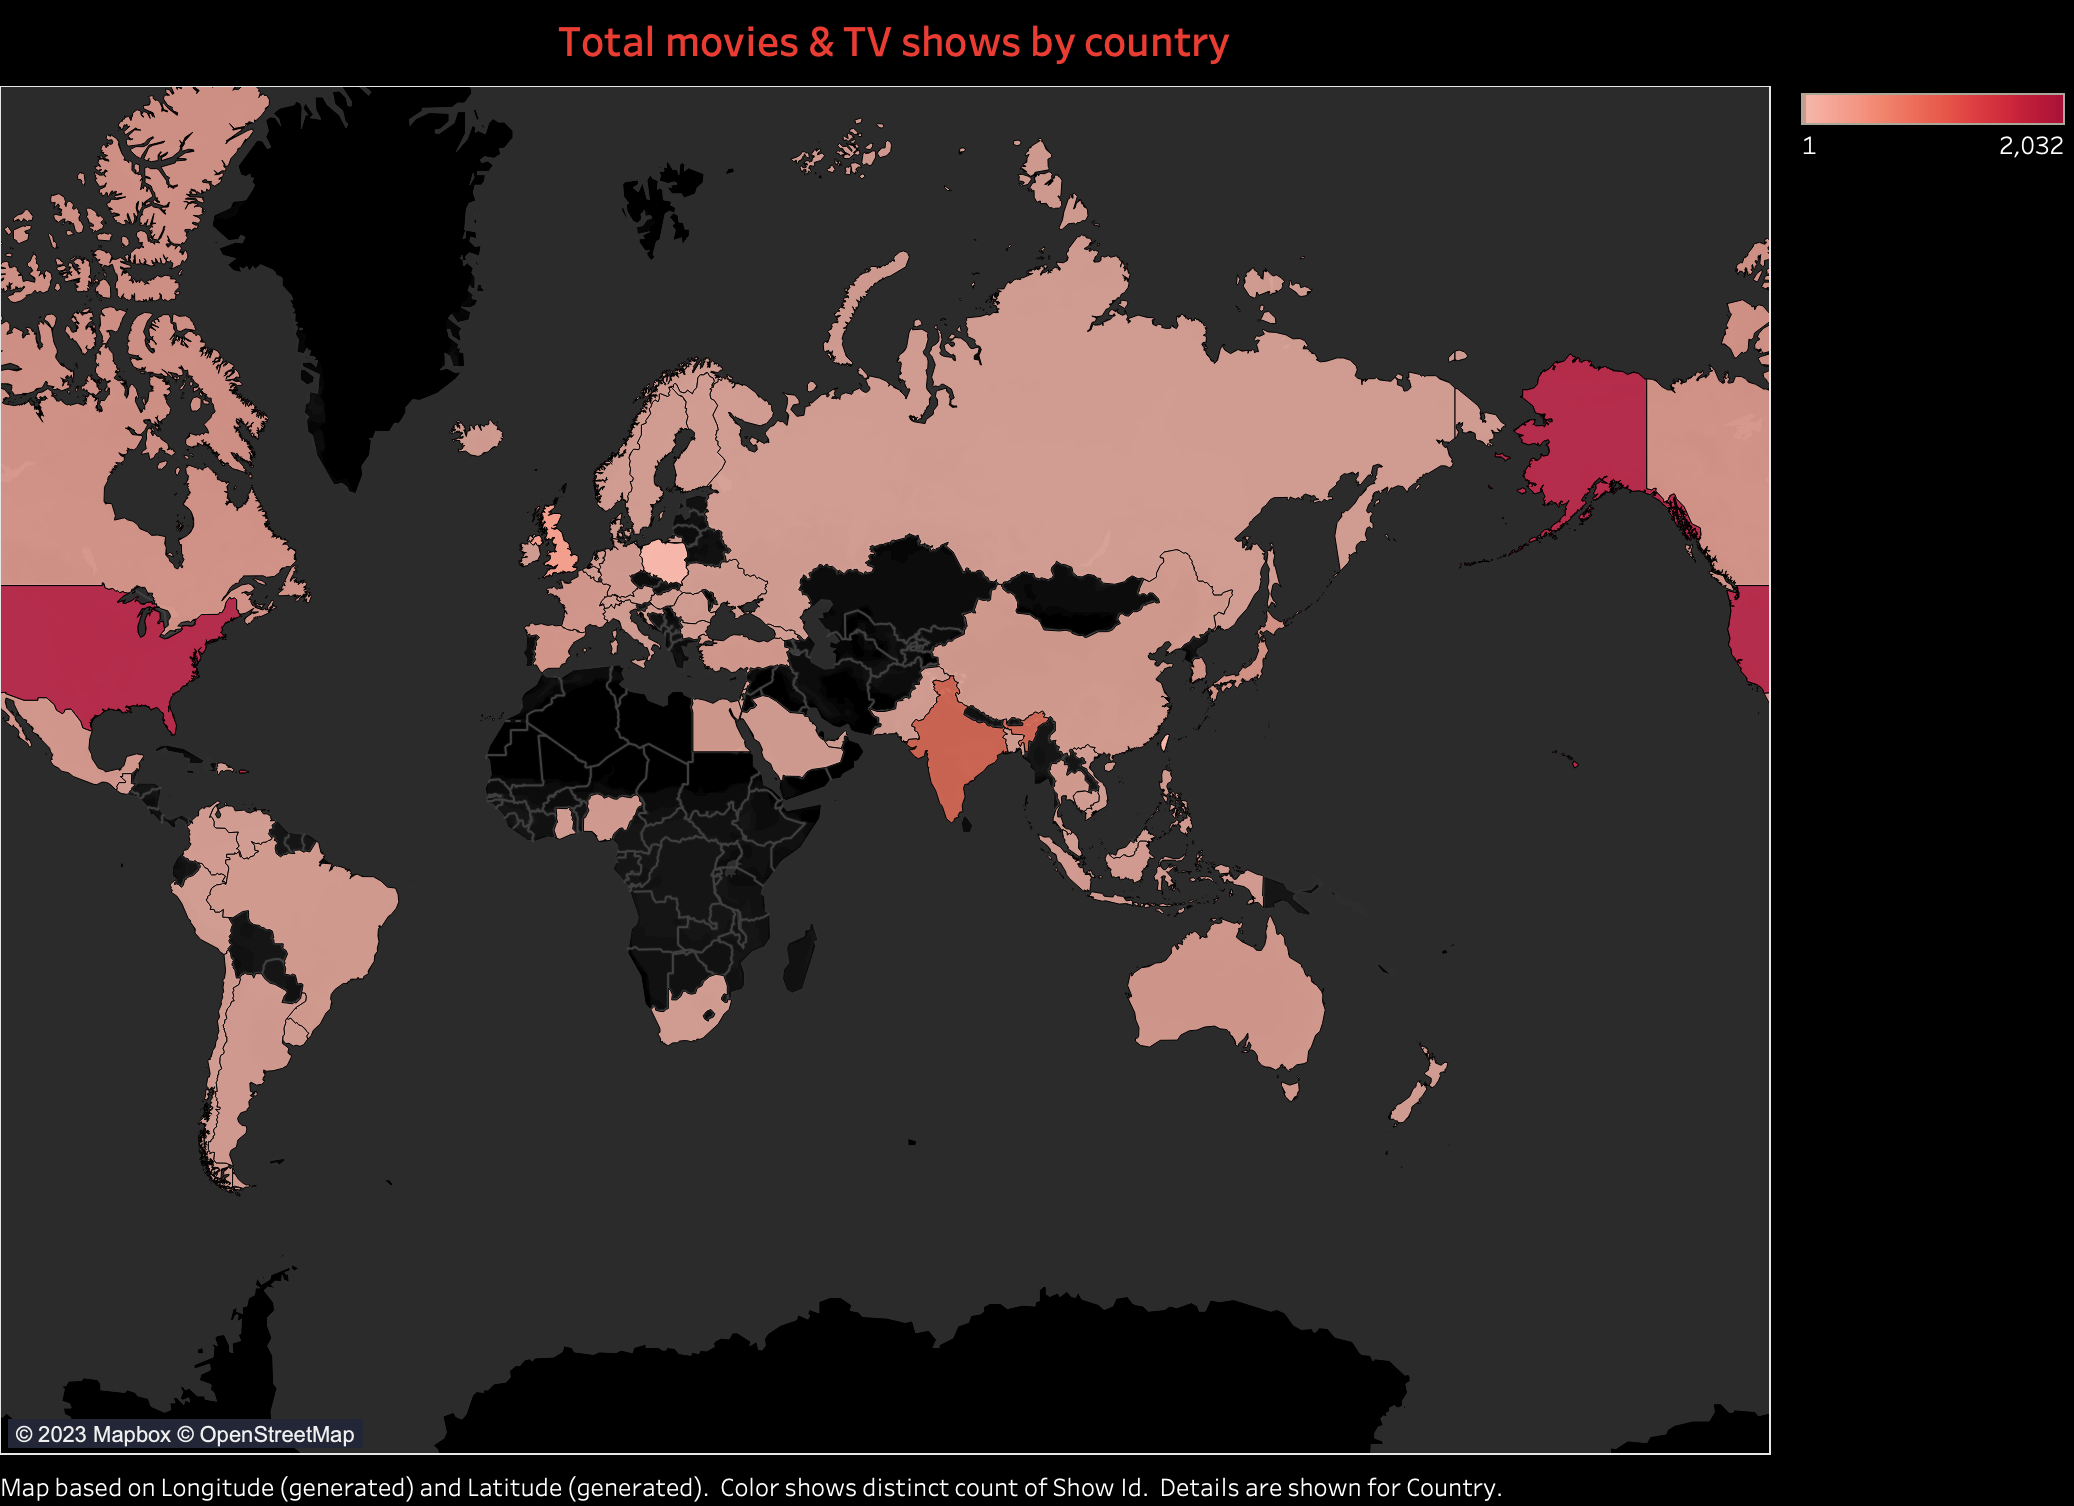 Total movies & TV shows by country
1 2,032
© 2023 Mapbox © OpenStreetMap
Map based on Longitude (generated) and Latitude (generated). Color shows distinct count of Show Id. Details are shown for Country.